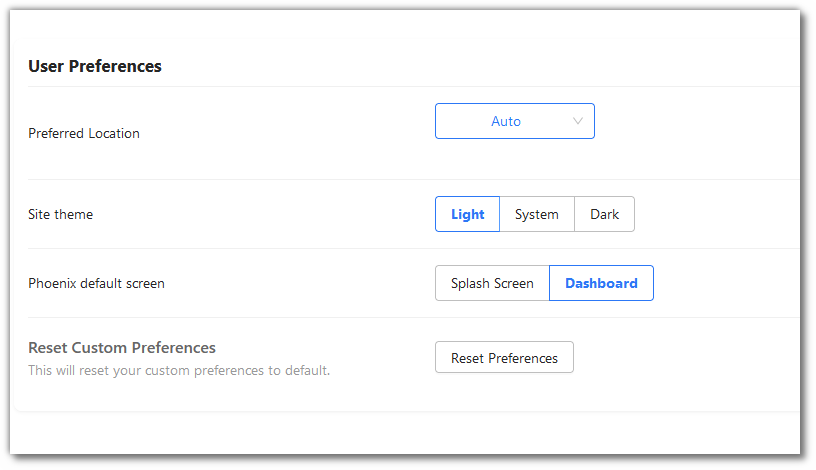 User Preferences
Preferred Location
Auto
Site theme
Light System Dark
Phoenix default screen
Splash Screen Dashboard
Reset Custom Preferences
This will reset your custom preferences to default.
Reset Preferences